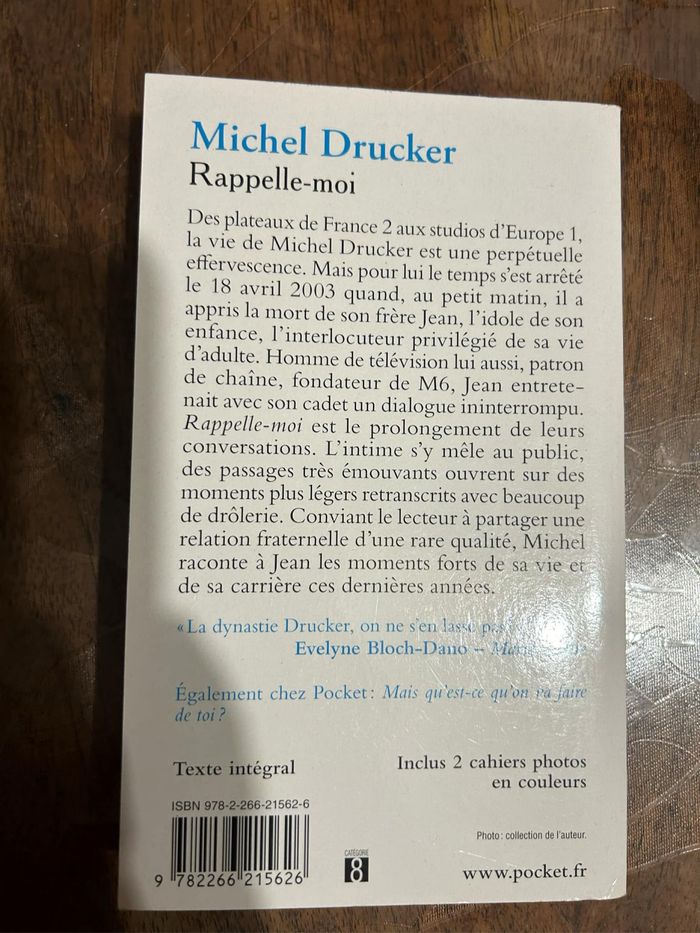 Michel Drucker
Rappelle-moi
Des plateaux de France 2 aux studios d'Europe 1,
la vie de Michel Drucker est une perpétuelle
effervescence. Mais pour lui le temps s'est arrêté
le 18 avril 2003 quand, au petit matin, il a
appris la mort de son frère Jean, l'idole de son
enfance, l'interlocuteur privilégié de sa vie
d'adulte. Homme de télévision lui aussi, patron
de chaîne, fondateur de M6, Jean entrete-
nait avec son cadet un dialogue ininterrompu.
Rappelle-moi est le prolongement de leurs
conversations. L'intime s'y mêle au public,
des passages très émouvants ouvrent sur des
moments plus légers retranscrits avec beaucoup
de drôlerie. Conviant le lecteur à partager une
relation fraternelle d'une rare qualité, Michel
raconte à Jean les moments forts de sa vie et
de sa carrière ces dernières années.
« La dynastie Drucker, on ne s'en lasse pas
Evelyne Bloch-Dano –
Également chez Pocket : Mais qu'est-ce qu'on va faire
de toi ?
Texte intégral
Inclus 2 cahiers photos
en couleurs
ISBN 978-2-266-21562-6
9 782266 215626
CATÉGORIE
8
Photo : collection de l'auteur.
www.pocket.fr